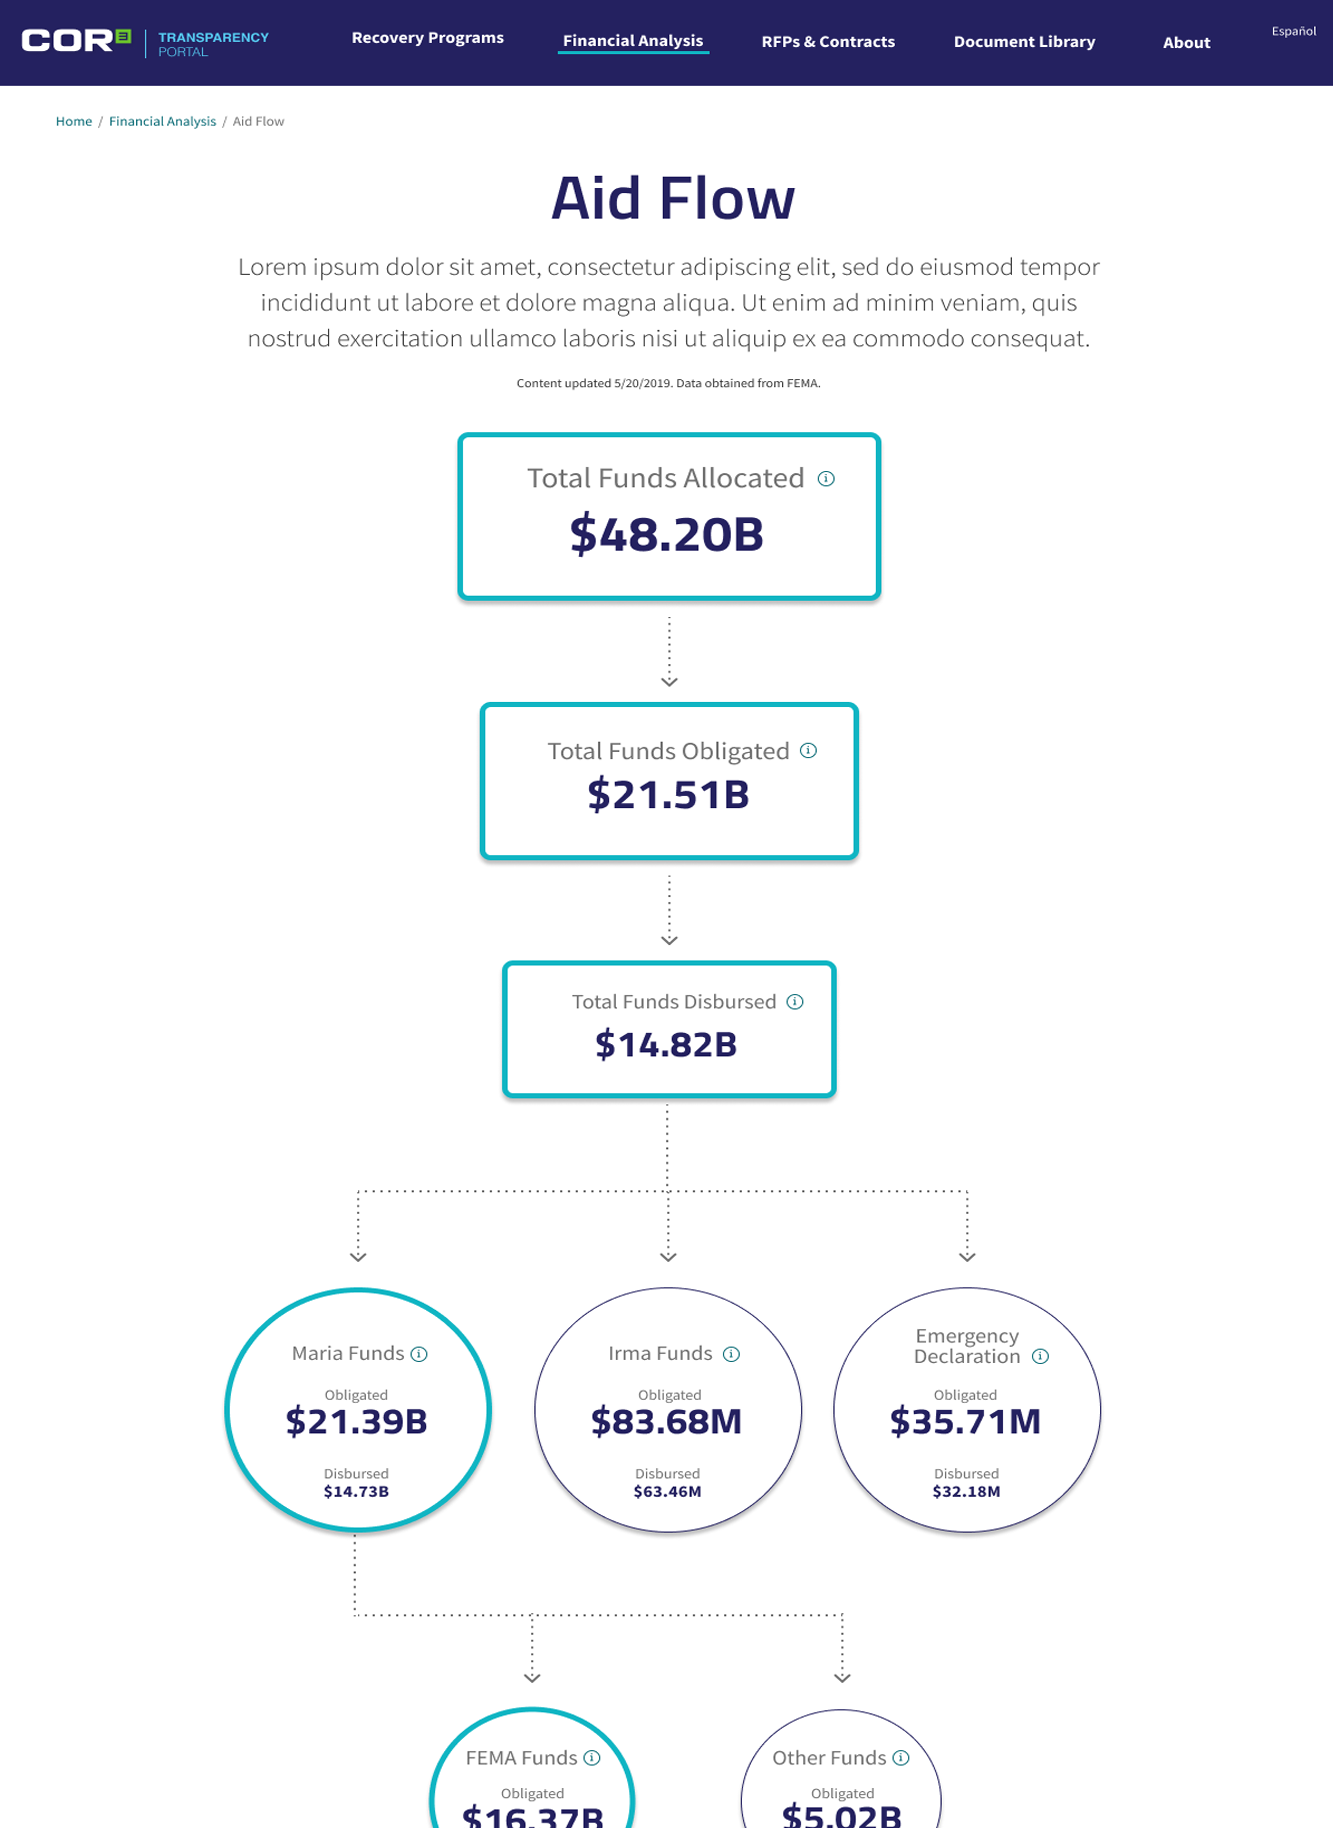 COR3 TRANSPARENCY
PORTAL
Recovery Programs Financial Analysis RFPs & Contracts Document Library About Español
Home / Financial Analysis / Aid Flow
Aid Flow
Lorem ipsum dolor sit amet, consectetur adipiscing elit, sed do eiusmod tempor
incididunt ut labore et dolore magna aliqua. Ut enim ad minim veniam, quis
nostrud exercitation ullamco laboris nisi ut aliquip ex ea commodo consequat.
Content updated 5/20/2019. Data obtained from FEMA.
Total Funds Allocated
$48.20B
Total Funds Obligated
$21.51B
Total Funds Disbursed
$14.82B
Maria Funds
Obligated
$21.39B
Disbursed
$14.73B
Irma Funds
Obligated
$83.68M
Disbursed
$63.46M
Emergency
Declaration
Obligated
$35.71M
Disbursed
$32.18M
FEMA Funds
Obligated
$16.37B
Other Funds
Obligated
$5.02B